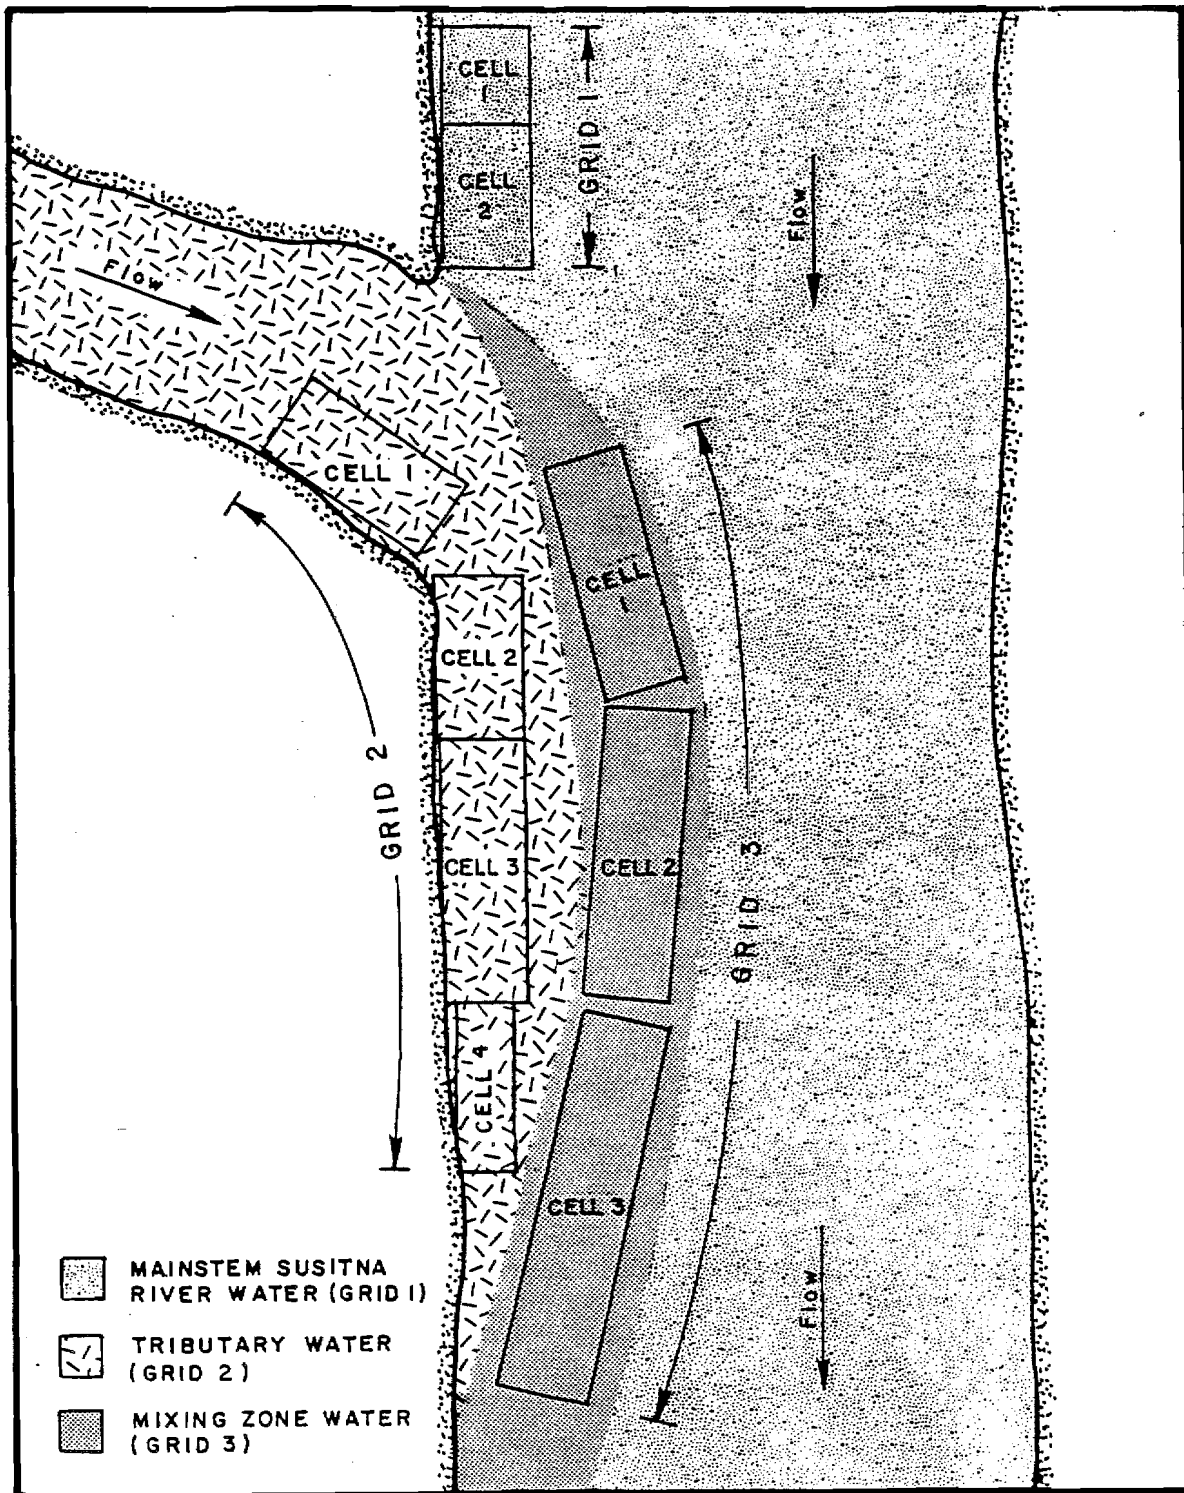 CELL
1
CELL
2
GRID 1
Flow
Flow
CELL 1
CELL
1
CELL 2
GRID 2
CELL 3
CELL 2
GRID 3
CELL 4
CELL 3
Flow
MAINSTEM SUSITNA
RIVER WATER (GRID 1)
TRIBUTARY WATER
(GRID 2)
MIXING ZONE WATER
(GRID 3)